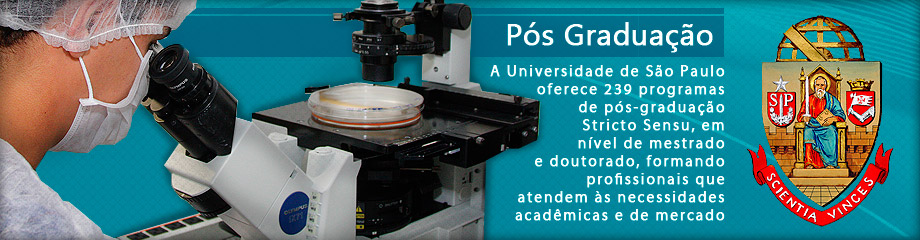 Pós Graduação
A Universidade de São Paulo
oferece 239 programas
de pós-graduação
Stricto Sensu, em
nível de mestrado
e doutorado, formando
profissionais que
atendem às necessidades
acadêmicas e de mercado
SP
SCIENTIA VINCES
OLYMPUS